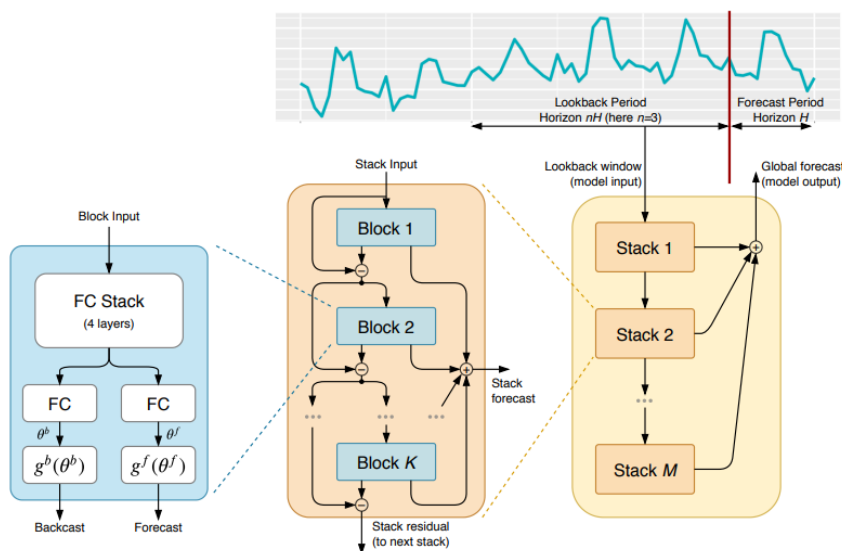 Lookback Period
Horizon nH (here n=3)
Forecast Period
Horizon H
Block Input
FC Stack
(4 layers)
FC
FC
θᵇ
θᶠ
gᵇ(θᵇ)
gᶠ(θᶠ)
Backcast
Forecast
Stack Input
Block 1
−
Block 2
−
+
Stack
forecast
...
...
...
Block K
−
Stack residual
(to next stack)
Lookback window
(model input)
Global forecast
(model output)
Stack 1
+
Stack 2
...
Stack M